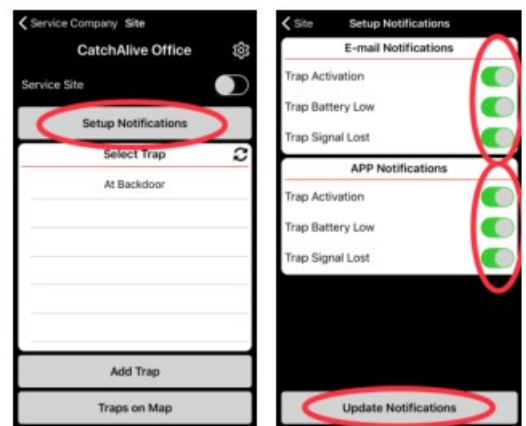 Service Company Site
CatchAlive Office
Service Site
Setup Notifications
Select Trap
At Backdoor
Add Trap
Traps on Map
Site Setup Notifications
E-mail Notifications
Trap Activation
Trap Battery Low
Trap Signal Lost
APP Notifications
Trap Activation
Trap Battery Low
Trap Signal Lost
Update Notifications